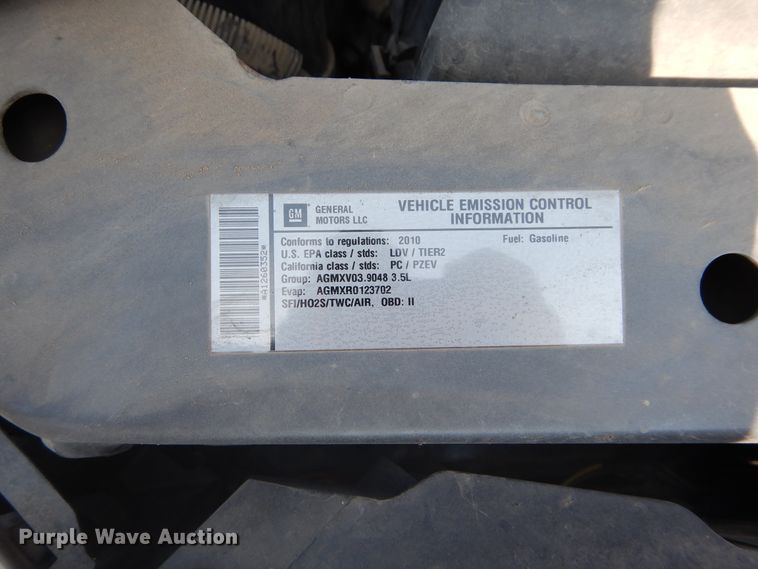 GM
GENERAL
MOTORS LLC
VEHICLE EMISSION CONTROL
INFORMATION
Conforms to regulations: 2010 Fuel: Gasoline
U.S. EPA class / stds: LDV / TIER2
California class / stds: PC / PZEV
Group: AGMXV03.9048 3.5L
Evap: AGMXR0123702
SFI/HO2S/TWC/AIR, OBD: II
*A1260352*
Purple Wave Auction